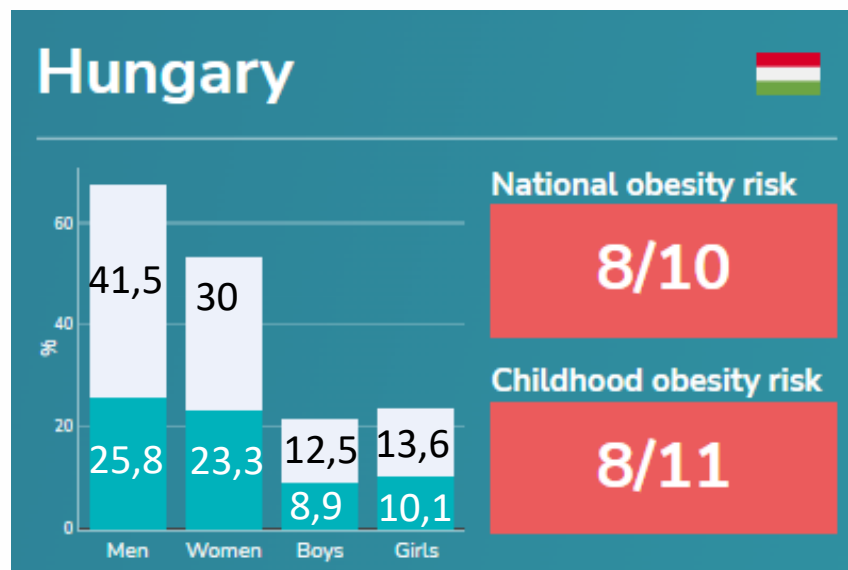 Hungary
60
40
20
0
%
41,5
30
12,5
13,6
25,8
23,3
8,9
10,1
Men
Women
Boys
Girls
National obesity risk
8/10
Childhood obesity risk
8/11